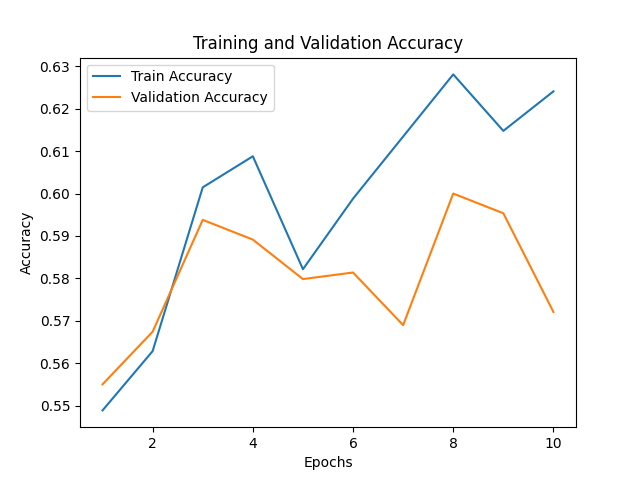 Training and Validation Accuracy
Train Accuracy
Validation Accuracy
0.63
0.62
0.61
0.60
0.59
0.58
0.57
0.56
0.55
Accuracy
2
4
6
8
10
Epochs